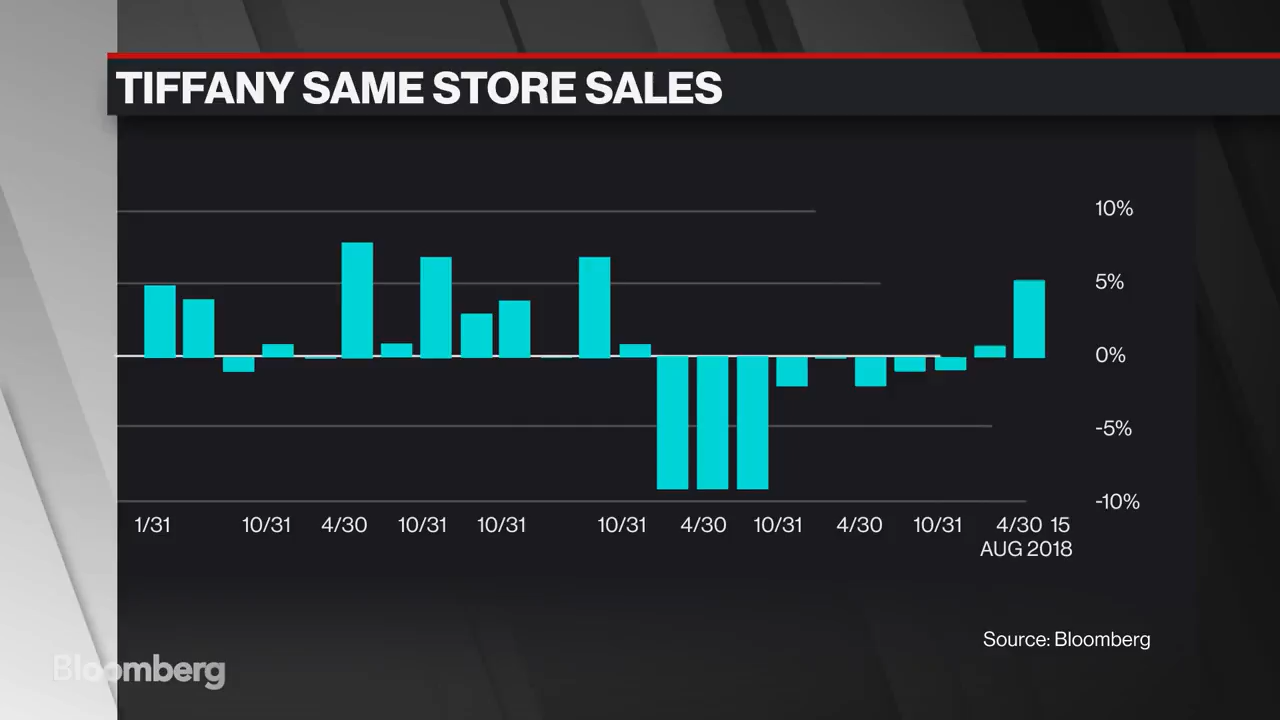 TIFFANY SAME STORE SALES
10%
5%
0%
-5%
-10%
1/31 10/31 4/30 10/31 10/31 10/31 4/30 10/31 4/30 10/31 4/30 15
AUG 2018
Source: Bloomberg
Bloomberg